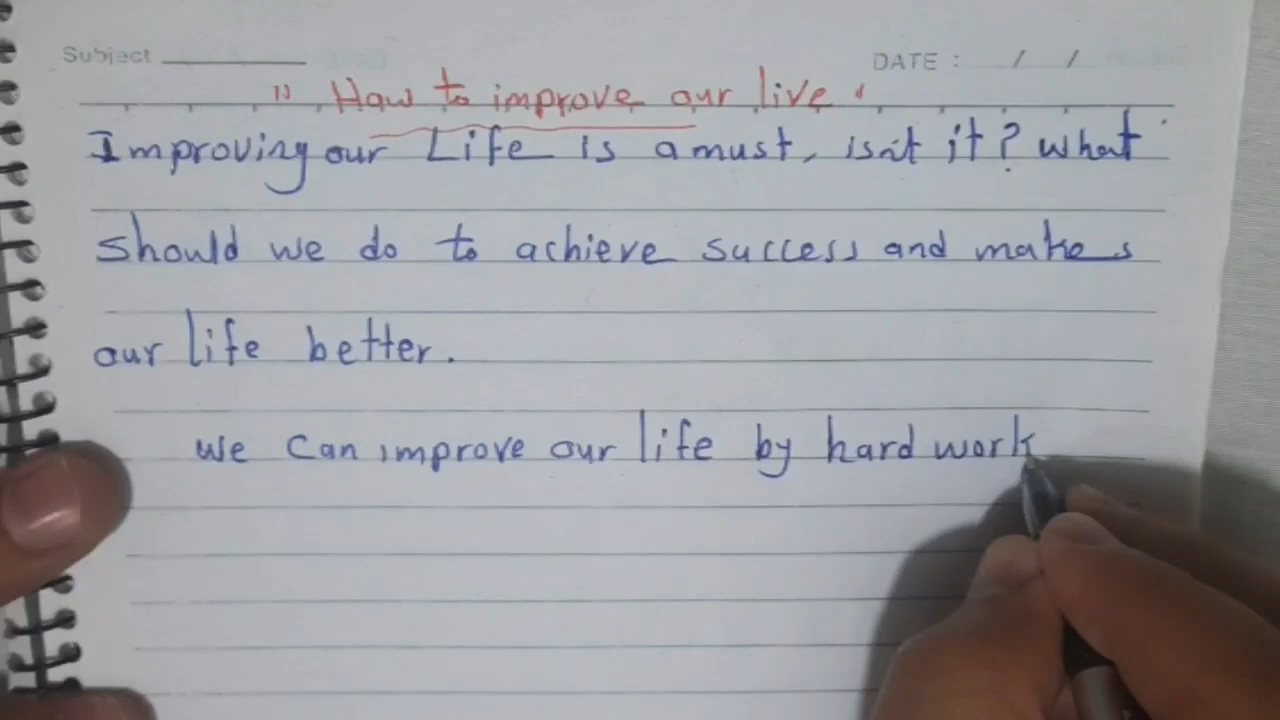 Subject
DATE : / /
" How to improve our live "
Improving our Life is a must, isn't it? what
should we do to achieve success and makes
our life better.
we can improve our life by hard work